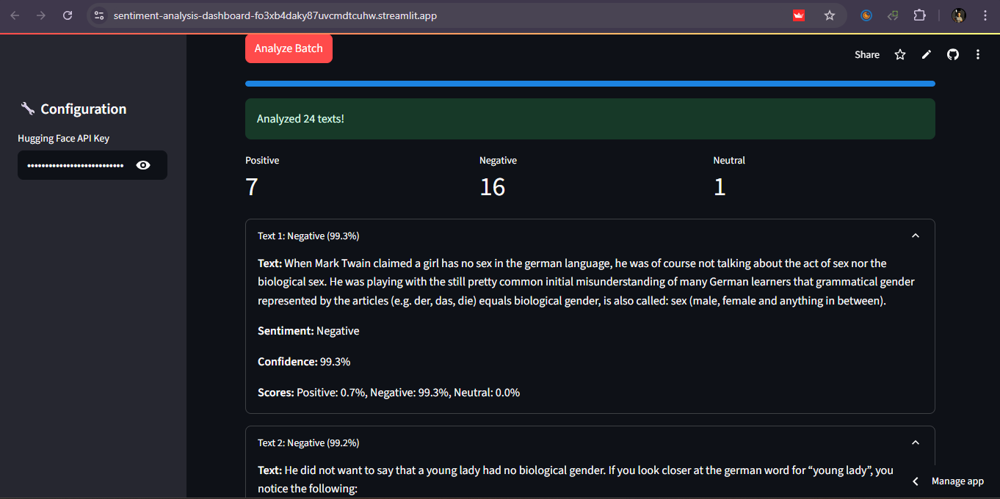 sentiment-analysis-dashboard-fo3xb4daky87uvcmdtcuhw.streamlit.app
Analyze Batch
Share
Configuration
Hugging Face API Key
Analyzed 24 texts!
Positive
Negative
Neutral
7
16
1
Text 1: Negative (99.3%)
Text: When Mark Twain claimed a girl has no sex in the german language, he was of course not talking about the act of sex nor the
biological sex. He was playing with the still pretty common initial misunderstanding of many German learners that grammatical gender
represented by the articles (e.g. der, das, die) equals biological gender, is also called: sex (male, female and anything in between).
Sentiment: Negative
Confidence: 99.3%
Scores: Positive: 0.7%, Negative: 99.3%, Neutral: 0.0%
Text 2: Negative (99.2%)
Text: He did not want to say that a young lady had no biological gender. If you look closer at the german word for “young lady”, you
notice the following:
Manage app